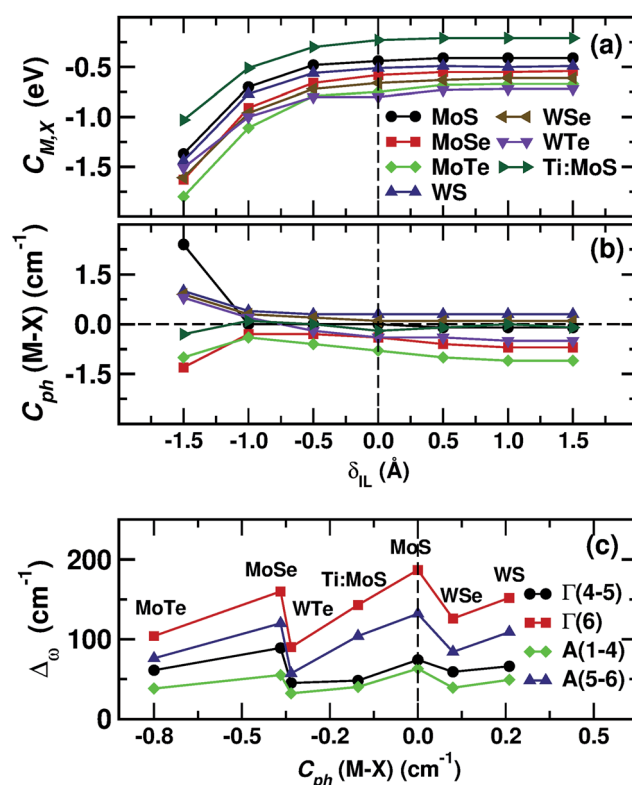 (a)
C_{M,X} (eV)
-0.5
-1.0
-1.5
MoS
MoSe
MoTe
WS
WSe
WTe
Ti:MoS
(b)
C_{ph} (M-X) (cm^{-1})
1.5
0.0
-1.5
-1.5 -1.0 -0.5 0.0 0.5 1.0 1.5
δ_{IL} (Å)
(c)
Δ_ω (cm^{-1})
200
100
0
MoTe
MoSe
WTe
Ti:MoS
MoS
WSe
WS
Γ(4-5)
Γ(6)
A(1-4)
A(5-6)
-0.8 -0.5 -0.2 0.0 0.2 0.5
C_{ph} (M-X) (cm^{-1})